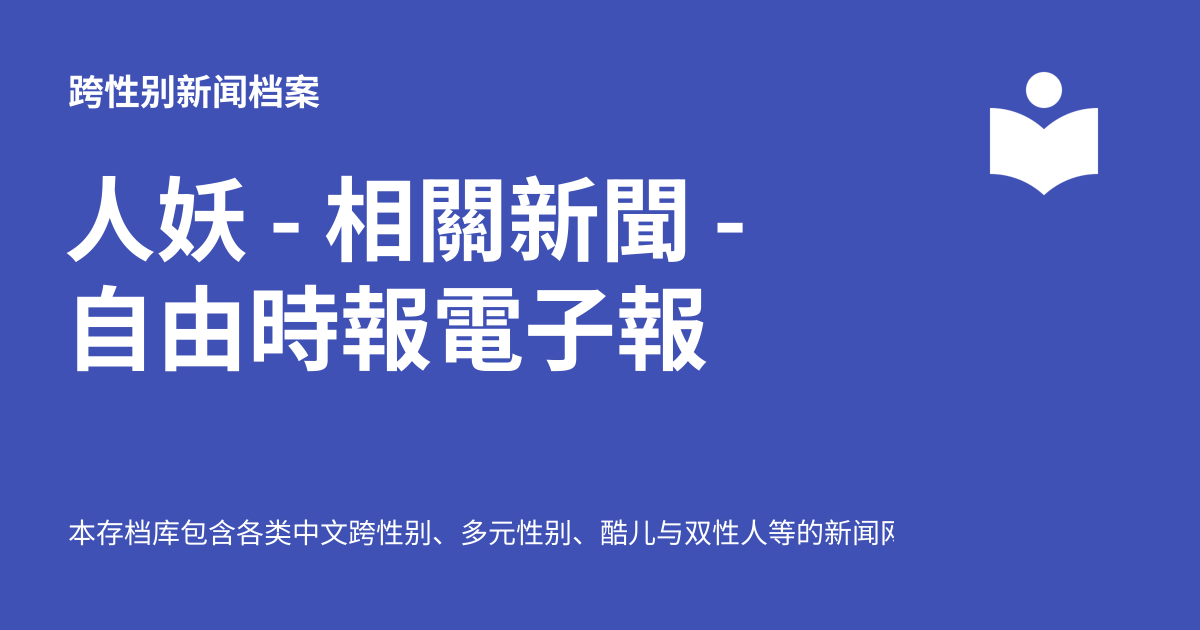 跨性别新闻档案
人妖 - 相關新聞 -
自由時報電子報
本存档库包含各类中文跨性别、多元性别、酷儿与双性人等的新闻网